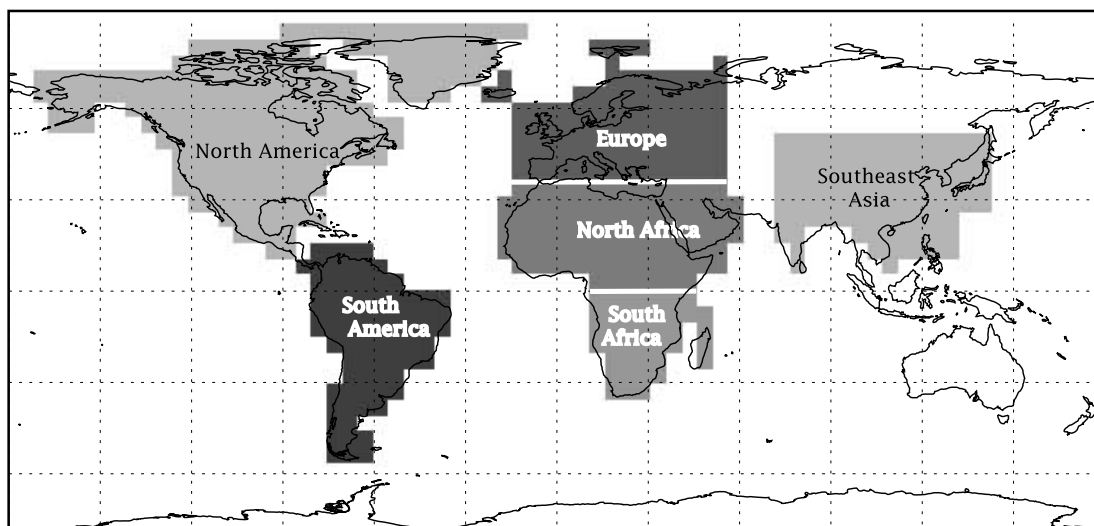 Europe
North America
Southeast
Asia
North Africa
South
America
South
Africa